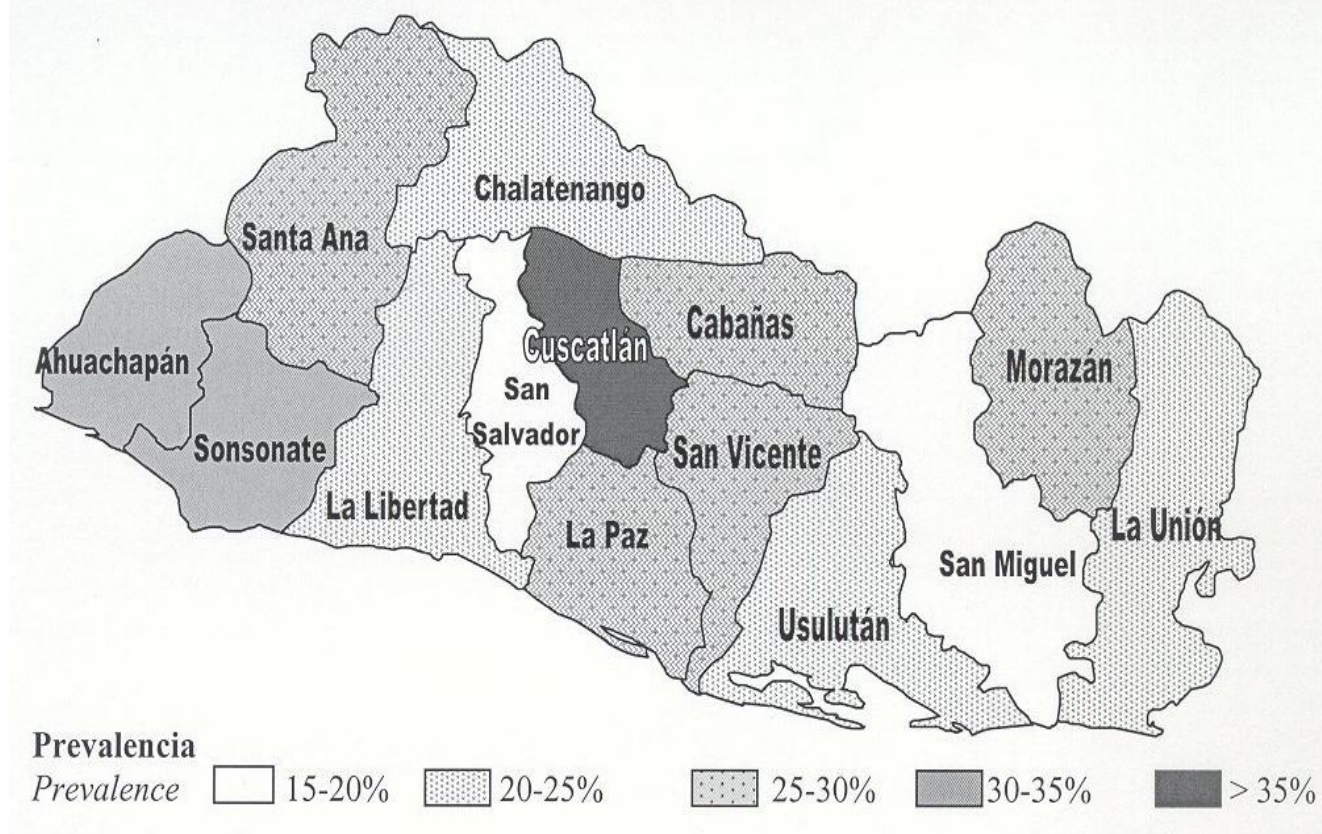 Chalatenango
Santa Ana
Cabañas
Cuscatlán
Ahuachapán
Morazán
San
Salvador
Sonsonate
San Vicente
La Libertad
La Paz
La Unión
San Miguel
Usulután
Prevalencia
Prevalence 15-20% 20-25% 25-30% 30-35% > 35%